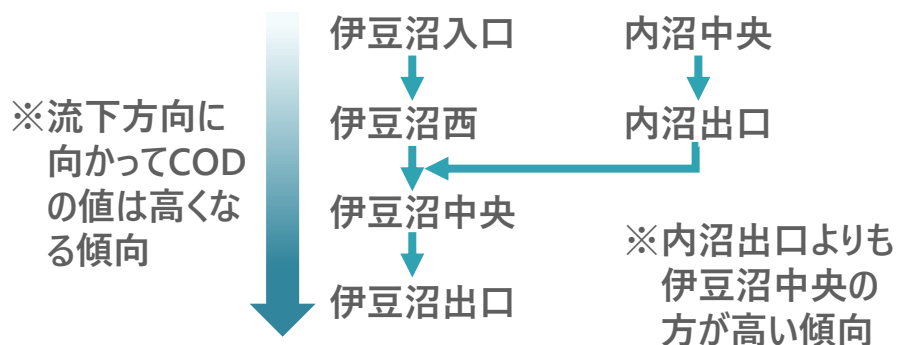 伊豆沼入口
内沼中央
※流下方向に
向かってCOD
の値は高くな
る傾向
伊豆沼西
内沼出口
伊豆沼中央
伊豆沼出口
※内沼出口よりも
伊豆沼中央の
方が高い傾向